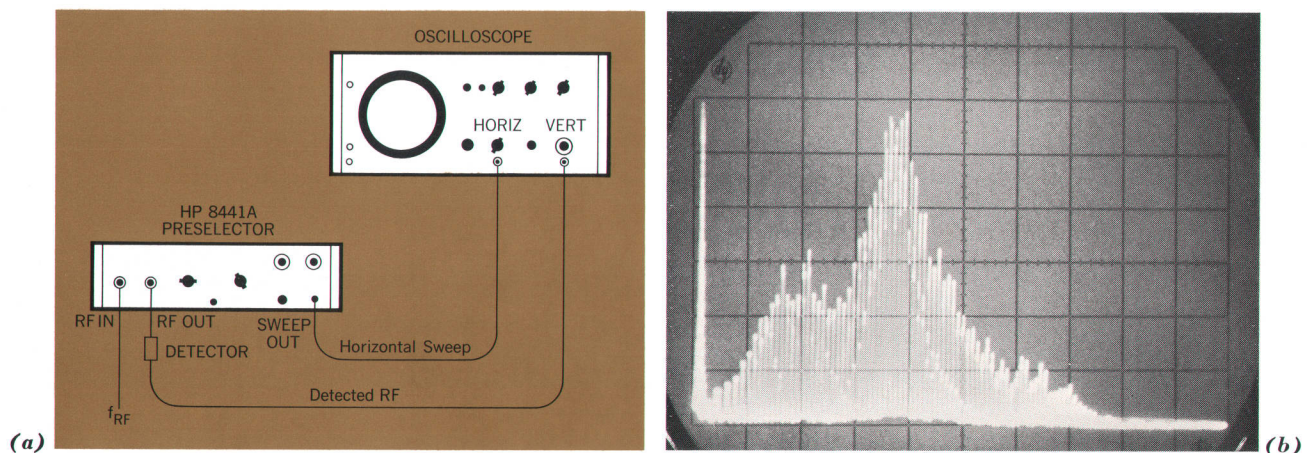 OSCILLOSCOPE
HORIZ VERT
HP 8441A
PRESELECTOR
RF IN RF OUT SWEEP
OUT
DETECTOR
Horizontal Sweep
Detected RF
fRF
(a)
(b)